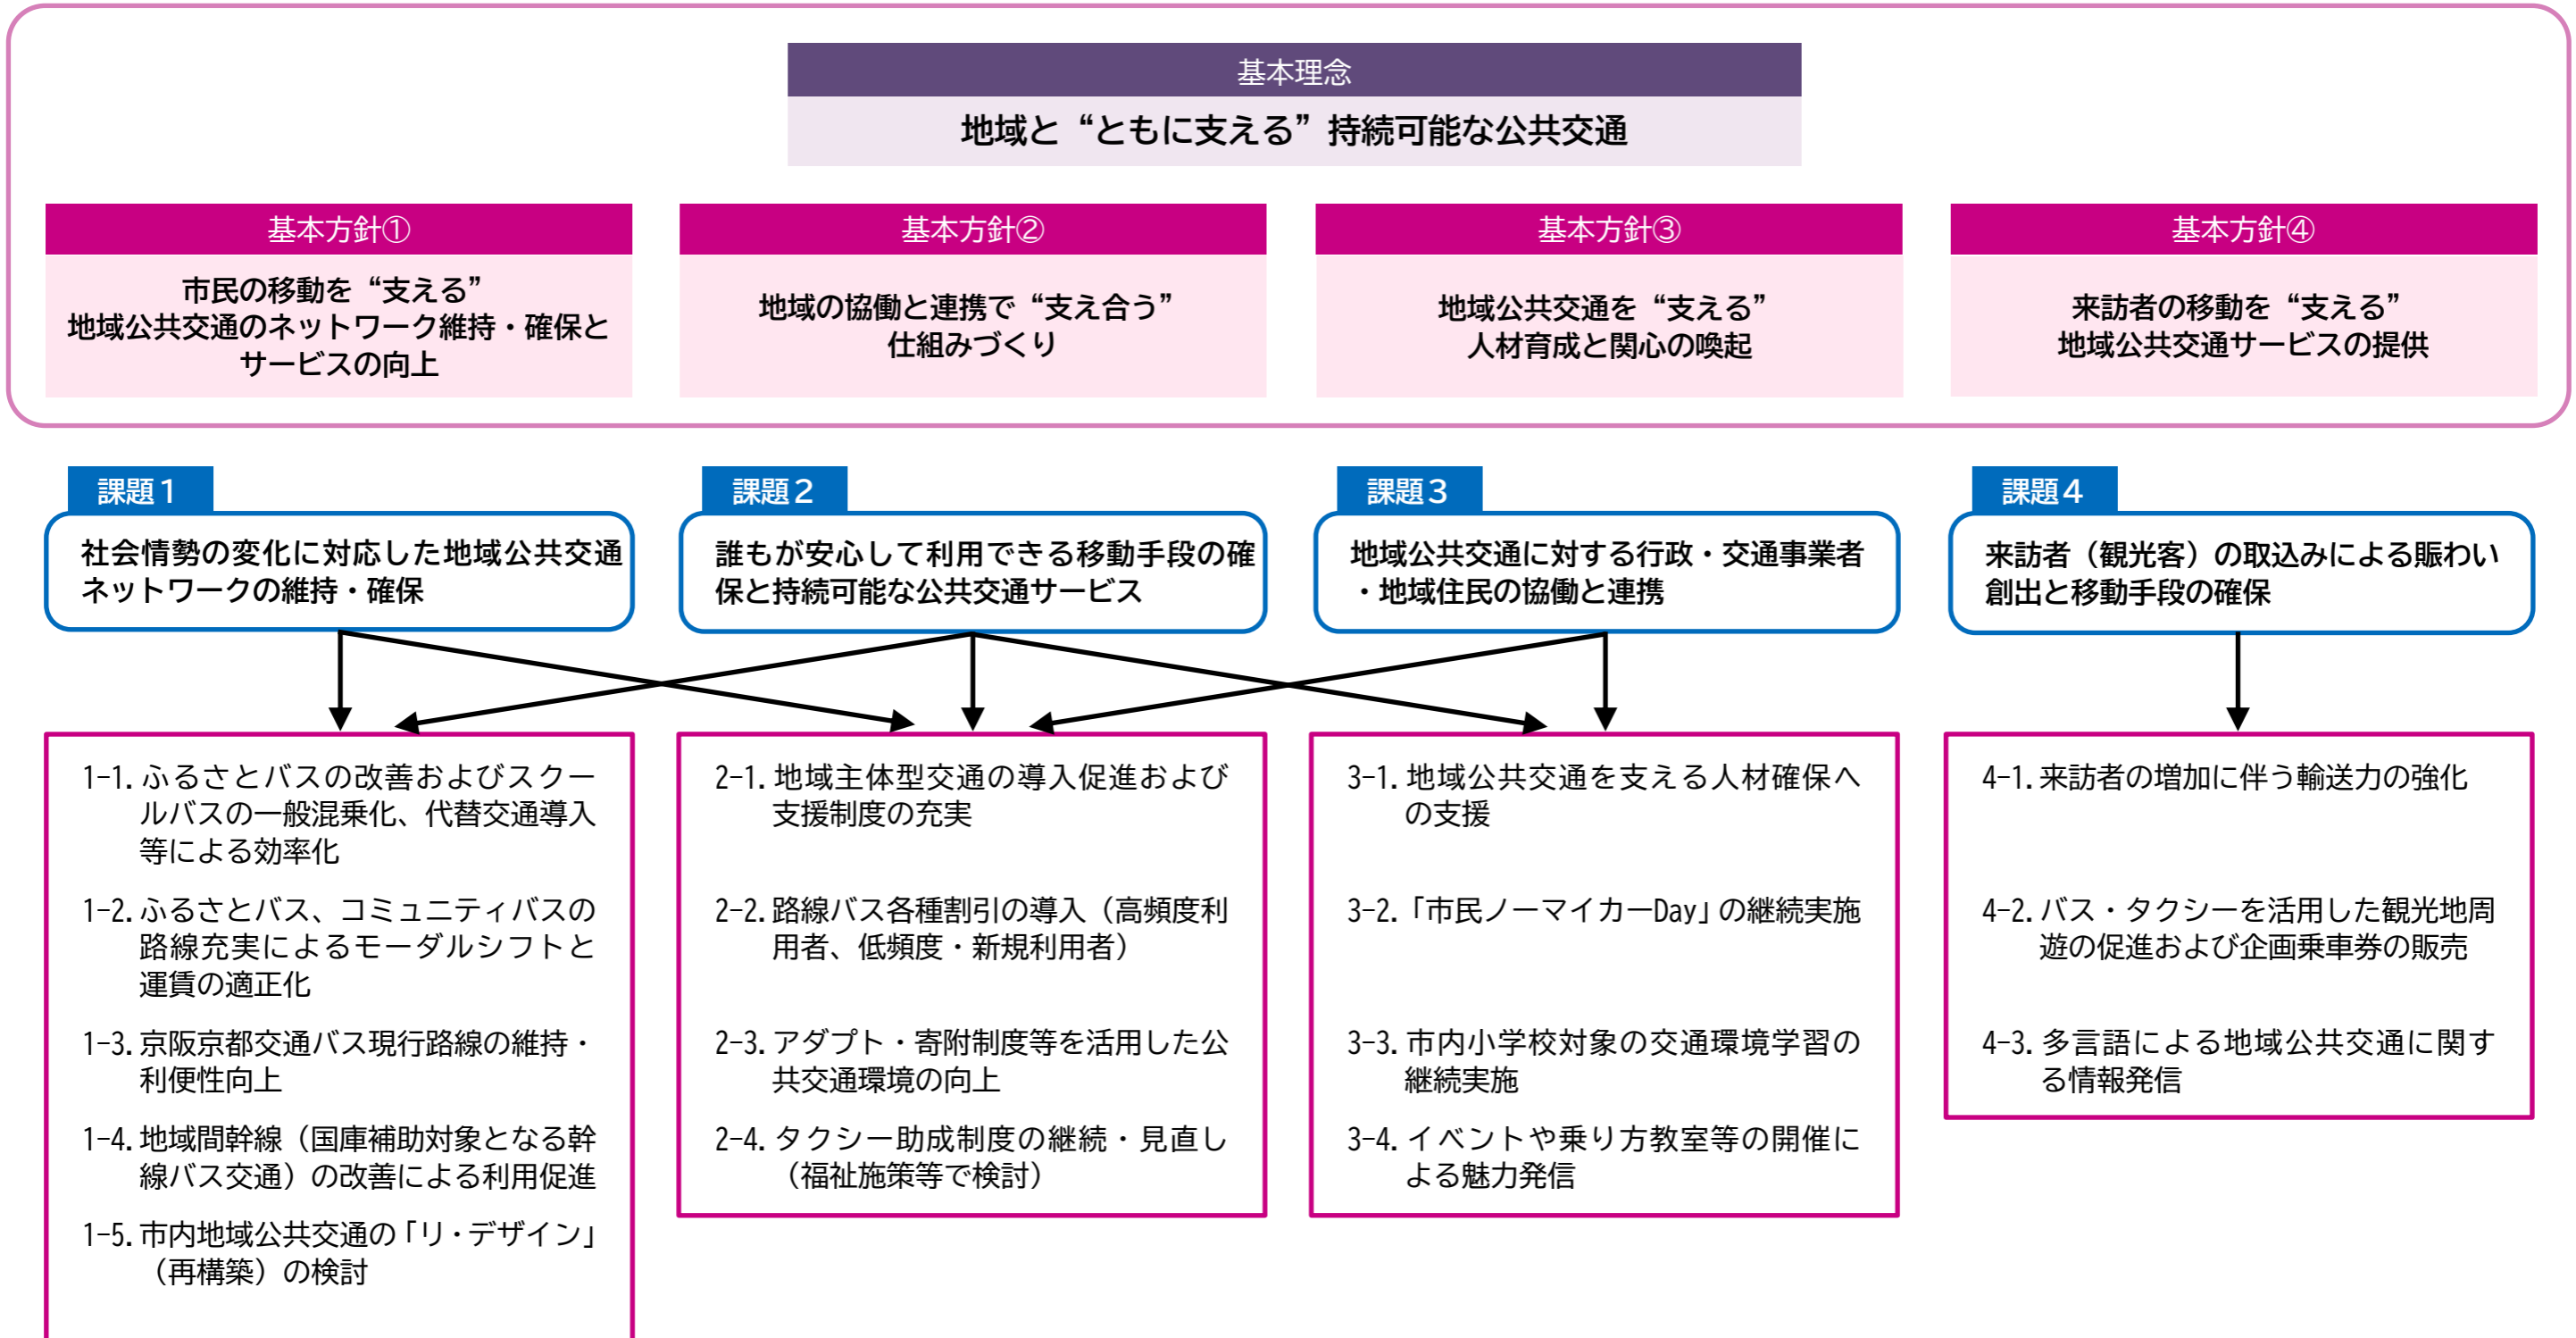 基本理念
地域と“ともに支える”持続可能な公共交通
基本方針①
市民の移動を“支える”
地域公共交通のネットワーク維持・確保と
サービスの向上
基本方針②
地域の協働と連携で“支え合う”
仕組みづくり
基本方針③
地域公共交通を“支える”
人材育成と関心の喚起
基本方針④
来訪者の移動を“支える”
地域公共交通サービスの提供
課題1
社会情勢の変化に対応した地域公共交通
ネットワークの維持・確保
課題2
誰もが安心して利用できる移動手段の確
保と持続可能な公共交通サービス
課題3
地域公共交通に対する行政・交通事業者
・地域住民の協働と連携
課題4
来訪者（観光客）の取込みによる賑わい
創出と移動手段の確保
1-1. ふるさとバスの改善およびスクー
ルバスの一般混乗化、代替交通導入
等による効率化
1-2. ふるさとバス、コミュニティバスの
路線充実によるモーダルシフトと
運賃の適正化
1-3. 京阪京都交通バス現行路線の維持・
利便性向上
1-4. 地域間幹線（国庫補助対象となる幹
線バス交通）の改善による利用促進
1-5. 市内地域公共交通の「リ・デザイン」
（再構築）の検討
2-1. 地域主体型交通の導入促進および
支援制度の充実
2-2. 路線バス各種割引の導入（高頻度利
用者、低頻度・新規利用者）
2-3. アダプト・寄附制度等を活用した公
共交通環境の向上
2-4. タクシー助成制度の継続・見直し
（福祉施策等で検討）
3-1. 地域公共交通を支える人材確保へ
の支援
3-2. 「市民ノーマイカーDay」の継続実施
3-3. 市内小学校対象の交通環境学習の
継続実施
3-4. イベントや乗り方教室等の開催に
よる魅力発信
4-1. 来訪者の増加に伴う輸送力の強化
4-2. バス・タクシーを活用した観光地周
遊の促進および企画乗車券の販売
4-3. 多言語による地域公共交通に関す
る情報発信